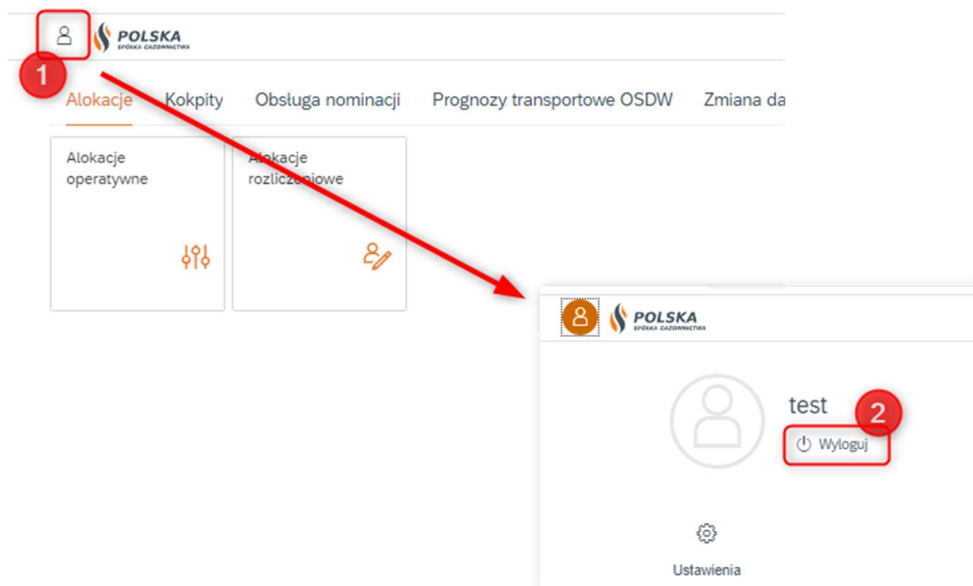 POLSKA
SPÓŁKA GAZOWNICTWA
1
Alokacje Kokpity Obsługa nominacji Prognozy transportowe OSDW Zmiana da
Alokacje
operatywne
Alokacje
rozliczeniowe
POLSKA
SPÓŁKA GAZOWNICTWA
test
2
Wyloguj
Ustawienia